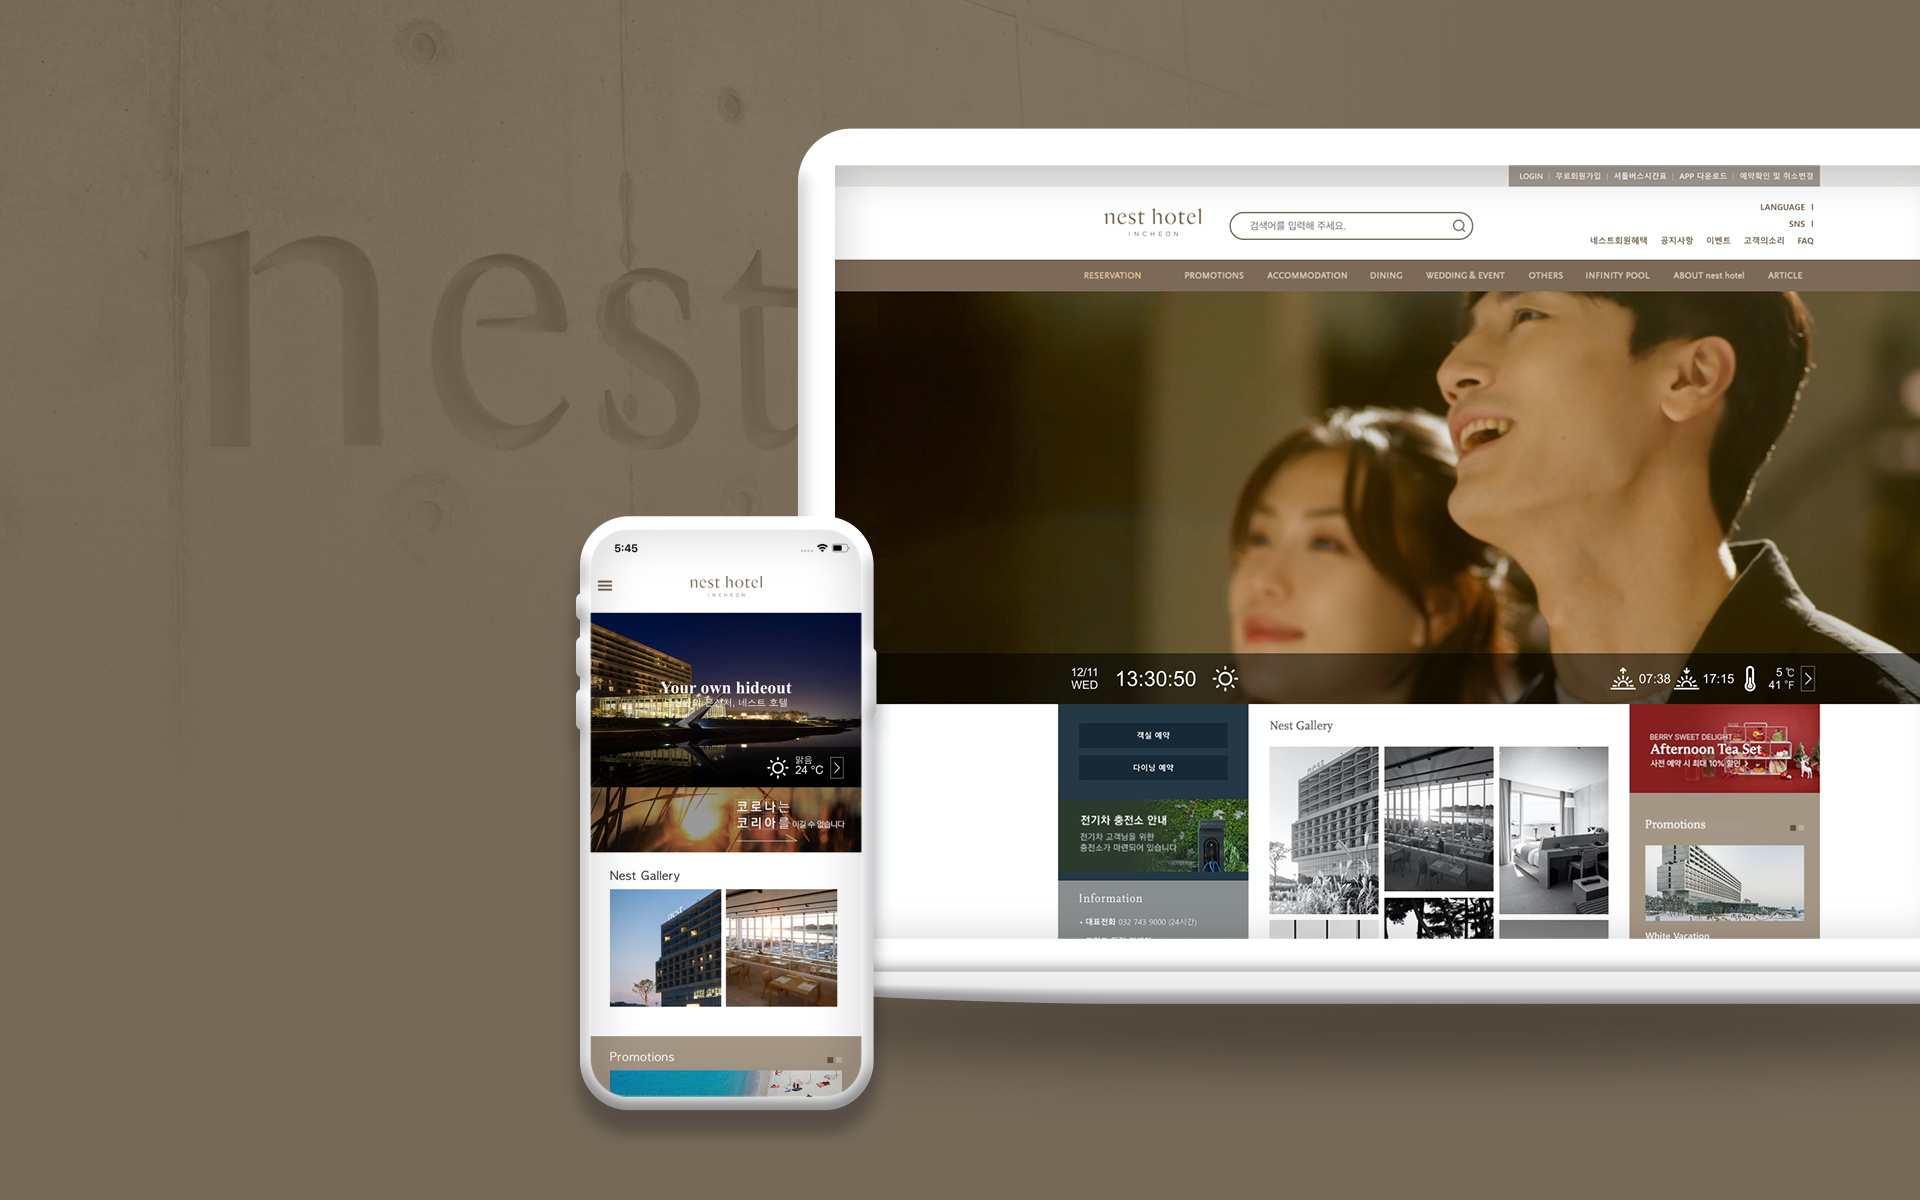 nest
LOGIN | 무료회원가입 | 셔틀버스시간표 | APP 다운로드 | 예약확인 및 취소변경
nest hotel
INCHEON
검색어를 입력해 주세요.
LANGUAGE
SNS
네스트회원혜택 공지사항 이벤트 고객의소리 FAQ
RESERVATION PROMOTIONS ACCOMMODATION DINING WEDDING & EVENT OTHERS INFINITY POOL ABOUT nest hotel ARTICLE
12/11
WED
13:30:50
07:38
17:15
5 ℃
41 ℉
객실 예약
다이닝 예약
전기차 충전소 안내
전기차 고객님을 위한
충전소가 마련되어 있습니다
Information
• 대표전화 032 743 9000 (24시간)
Nest Gallery
BERRY SWEET DELIGHT
Afternoon Tea Set
사전 예약 시 최대 10% 할인
Promotions
White Vacation
5:45
nest hotel
INCHEON
Your own hideout
은신처, 네스트 호텔
맑음
24 °C
코로나는
코리아를 이길 수 없습니다
Nest Gallery
nest
Promotions